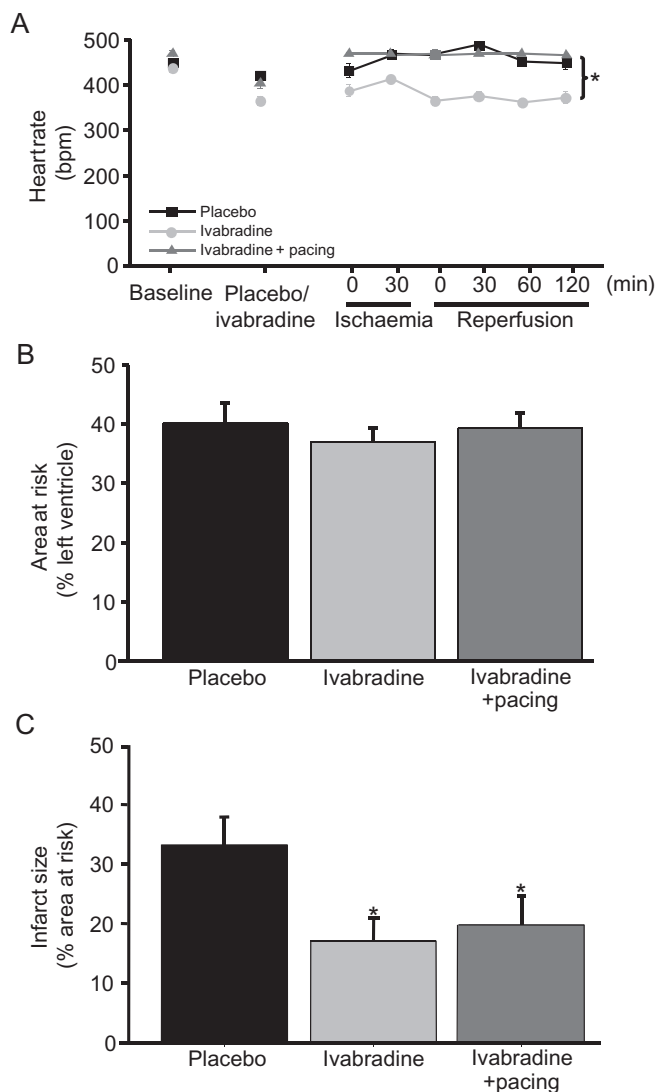 A
500
400
300
200
100
0
Heart rate
(bpm)
Placebo
Ivabradine
Ivabradine + pacing
*
Baseline
Placebo/
ivabradine
0 30 0 30 60 120 (min)
Ischaemia Reperfusion
B
50
40
30
20
10
0
Area at risk
(% left ventricle)
Placebo Ivabradine Ivabradine
+pacing
C
50
40
30
20
10
0
Infarct size
(% area at risk)
* *
Placebo Ivabradine Ivabradine
+pacing